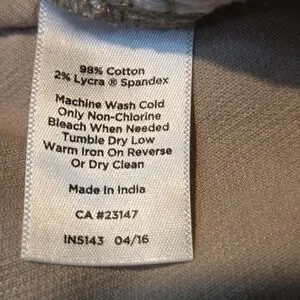 98% Cotton
2% Lycra ® Spandex
Machine Wash Cold
Only Non-Chlorine
Bleach When Needed
Tumble Dry Low
Warm Iron On Reverse
Or Dry Clean
Made In India
CA #23147
IN5143 04/16